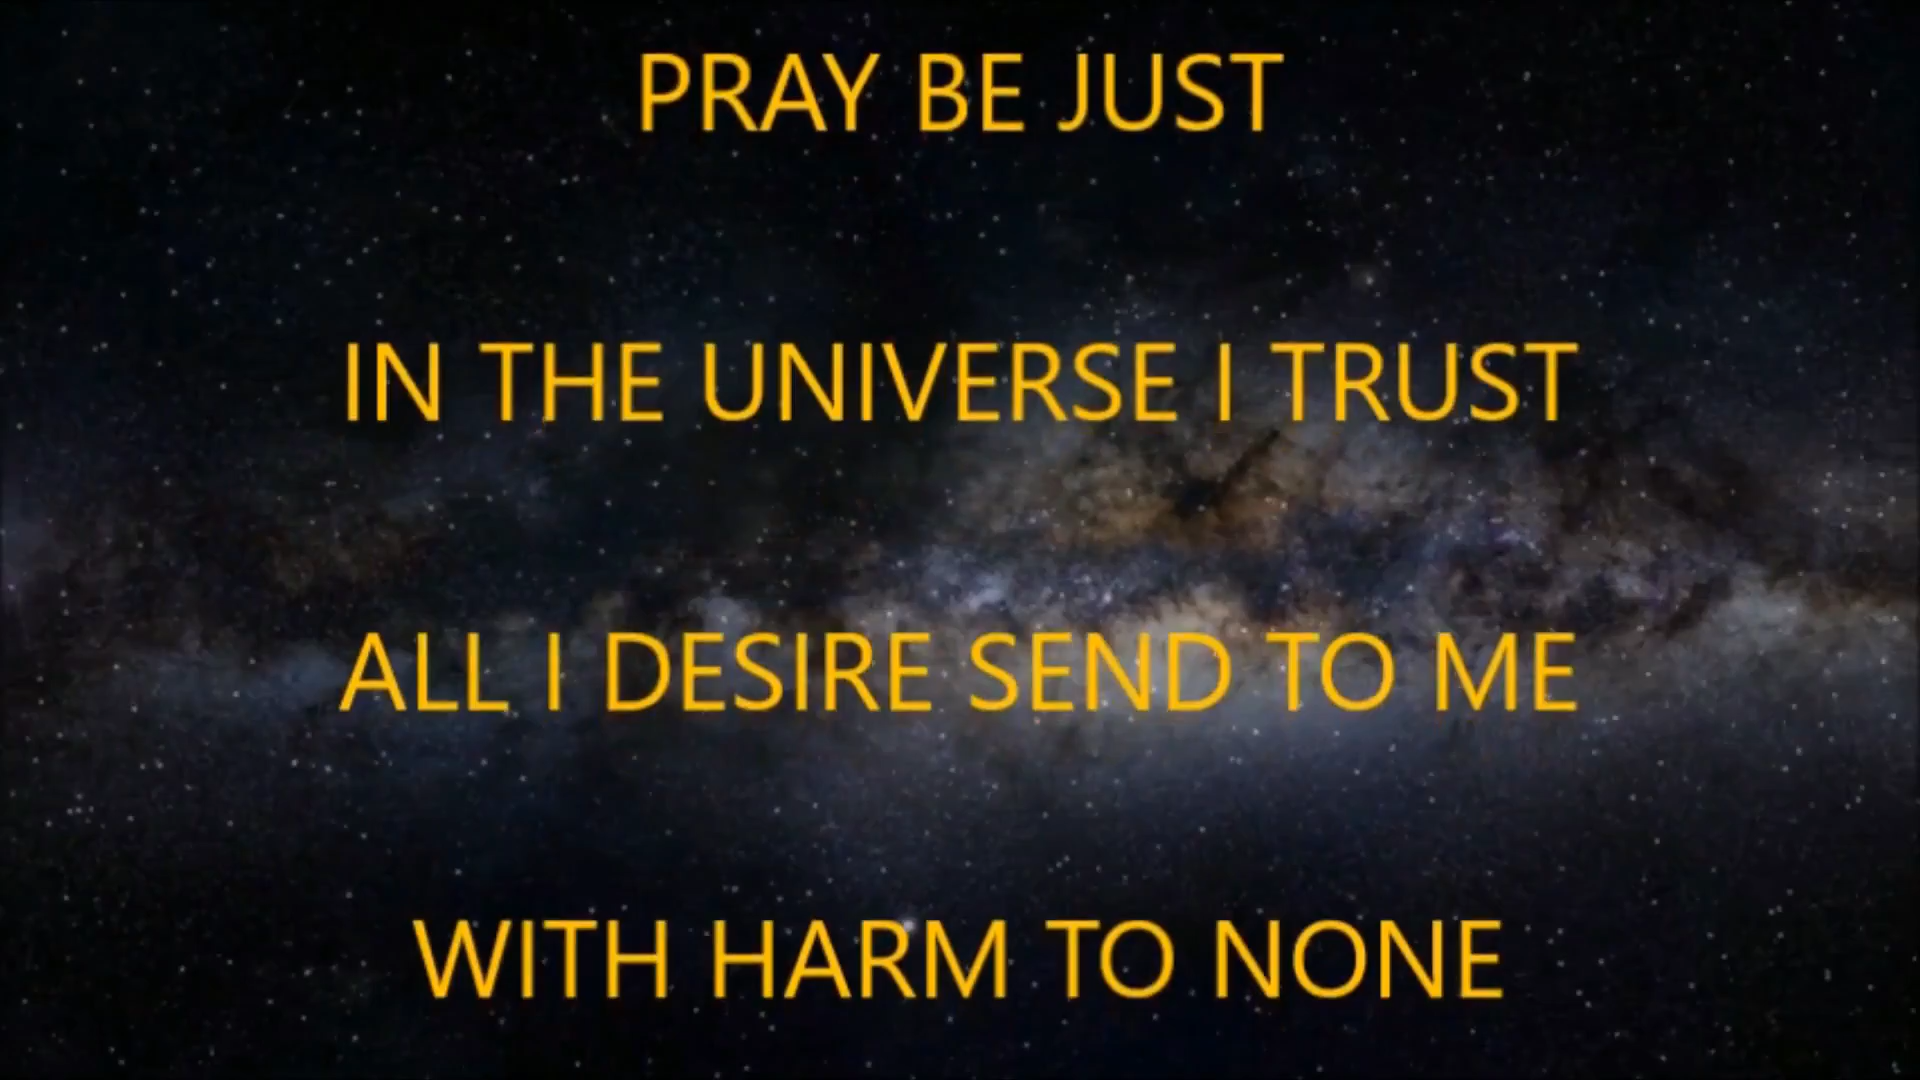 PRAY BE JUST
IN THE UNIVERSE I TRUST
ALL I DESIRE SEND TO ME
WITH HARM TO NONE